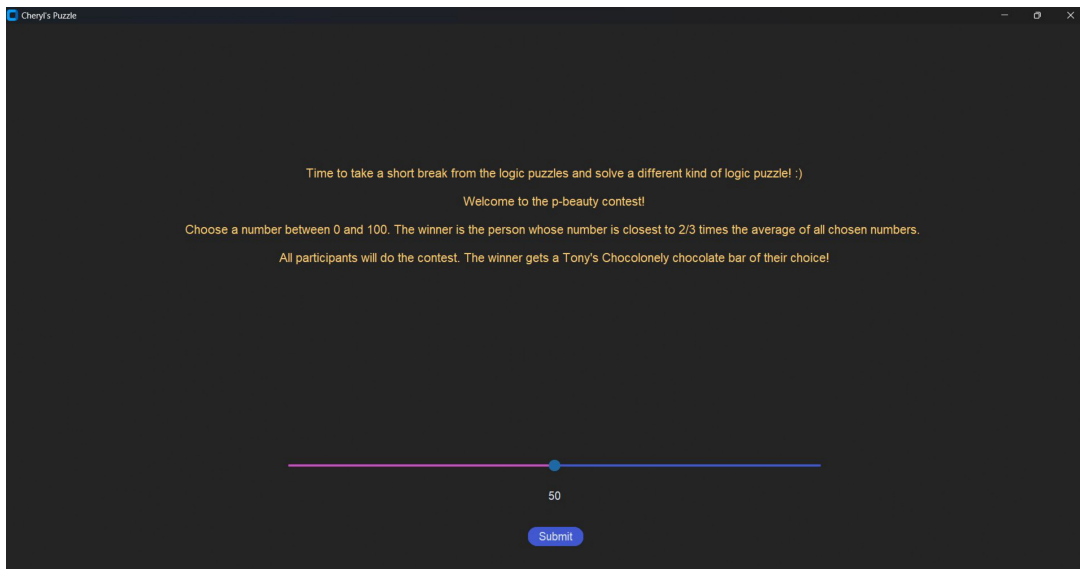 Cheryl's Puzzle
Time to take a short break from the logic puzzles and solve a different kind of logic puzzle! :)
Welcome to the p-beauty contest!
Choose a number between 0 and 100. The winner is the person whose number is closest to 2/3 times the average of all chosen numbers.
All participants will do the contest. The winner gets a Tony's Chocolonely chocolate bar of their choice!
50
Submit